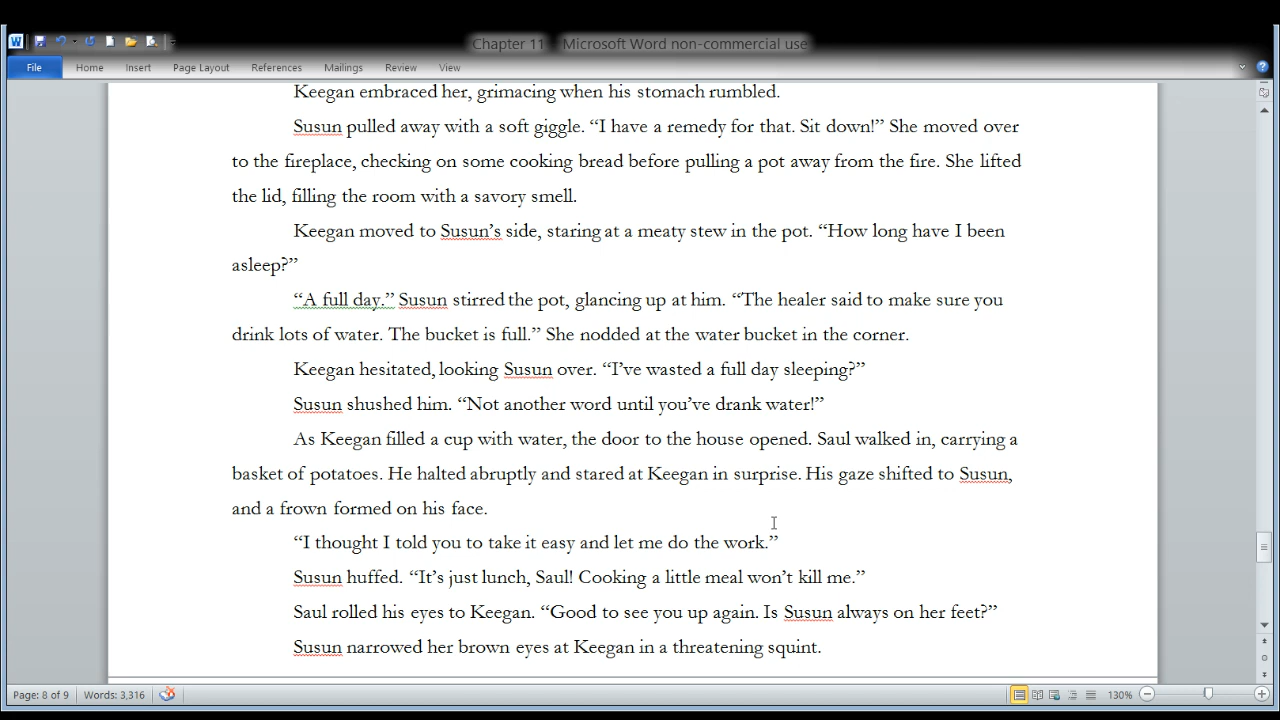 Chapter 11 Microsoft Word non-commercial use
File Home Insert Page Layout References Mailings Review View
Keegan embraced her, grimacing when his stomach rumbled.
Susun pulled away with a soft giggle. “I have a remedy for that. Sit down!” She moved over
to the fireplace, checking on some cooking bread before pulling a pot away from the fire. She lifted
the lid, filling the room with a savory smell.
Keegan moved to Susun’s side, staring at a meaty stew in the pot. “How long have I been
asleep?”
“A full day.” Susun stirred the pot, glancing up at him. “The healer said to make sure you
drink lots of water. The bucket is full.” She nodded at the water bucket in the corner.
Keegan hesitated, looking Susun over. “I’ve wasted a full day sleeping?”
Susun shushed him. “Not another word until you’ve drank water!”
As Keegan filled a cup with water, the door to the house opened. Saul walked in, carrying a
basket of potatoes. He halted abruptly and stared at Keegan in surprise. His gaze shifted to Susun,
and a frown formed on his face.
“I thought I told you to take it easy and let me do the work.”
Susun huffed. “It’s just lunch, Saul! Cooking a little meal won’t kill me.”
Saul rolled his eyes to Keegan. “Good to see you up again. Is Susun always on her feet?”
Susun narrowed her brown eyes at Keegan in a threatening squint.
Page: 8 of 9 Words: 3,316 130%